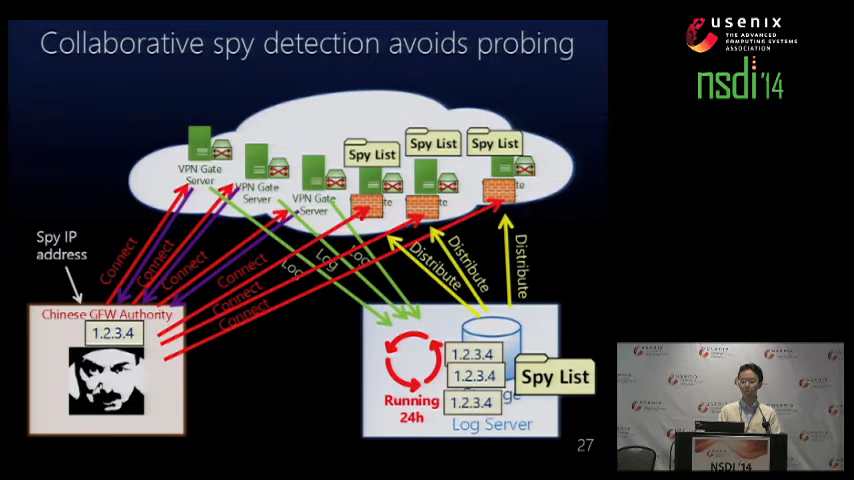 Collaborative spy detection avoids probing
usenix
THE ADVANCED
COMPUTING SYSTEMS
ASSOCIATION
nsdi '14
VPN Gate
Server
VPN Gate
Server
VPN Gate
Server
Spy List
Spy List
Spy List
Spy IP
address
Connect
Connect
Connect
Connect
Connect
Connect
Log
Log
Log
Distribute
Distribute
Distribute
Chinese GFW Authority
1.2.3.4
Running
24h
1.2.3.4
1.2.3.4
1.2.3.4
Spy List
Log Server
27
usenix
NSDI '14